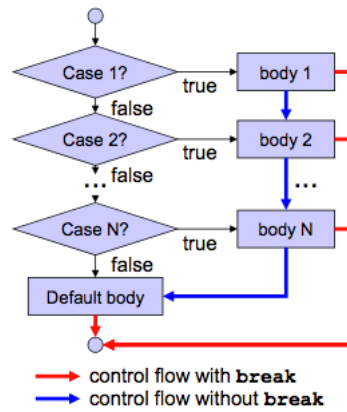 Case 1?
true
body 1
false
Case 2?
true
body 2
false
...
...
Case N?
true
body N
false
Default body
control flow with break
control flow without break